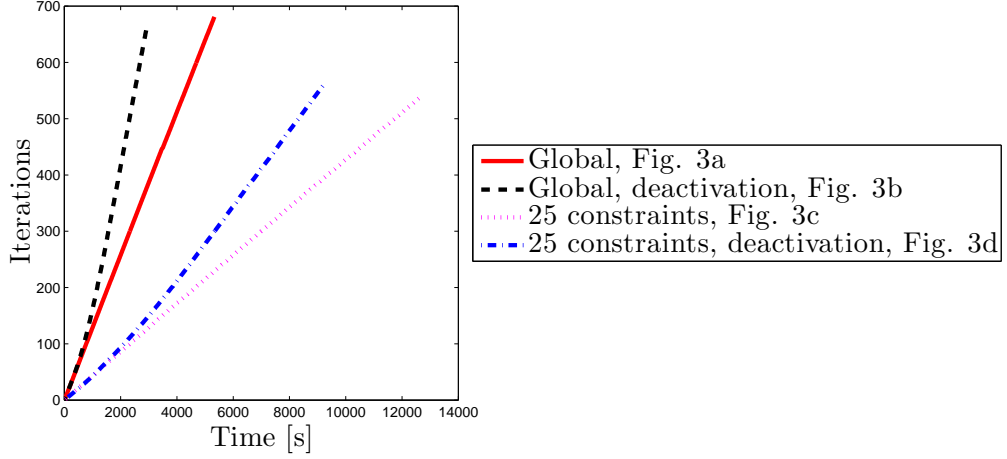 700
600
500
400
300
200
100
0
Iterations
0 2000 4000 6000 8000 10000 12000 14000
Time [s]
Global, Fig. 3a
Global, deactivation, Fig. 3b
25 constraints, Fig. 3c
25 constraints, deactivation, Fig. 3d